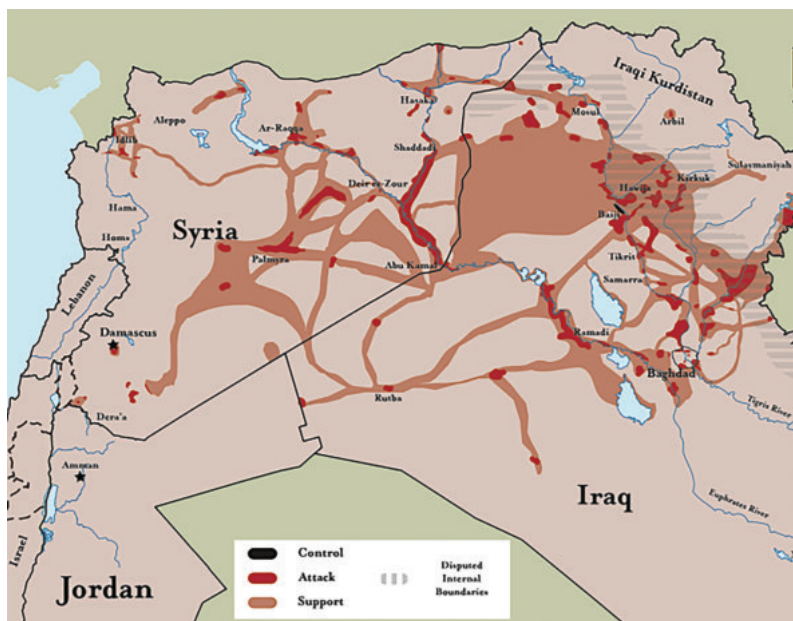 Iraqi Kurdistan
Hasaka
Mosul
Arbil
Aleppo
Ar-Raqqa
Idlib
Shaddadi
Sulaymaniyah
Kirkuk
Deir-ez-Zour
Hawija
Hama
Baiji
Syria
Homs
Tikrit
Palmyra
Abu Kamal
Samarra
Lebanon
Ramadi
Damascus
Baghdad
Rutba
Tigris River
Dera'a
Amman
Iraq
Euphrates River
Israel
Jordan
Control
Attack
Support
Disputed
Internal
Boundaries